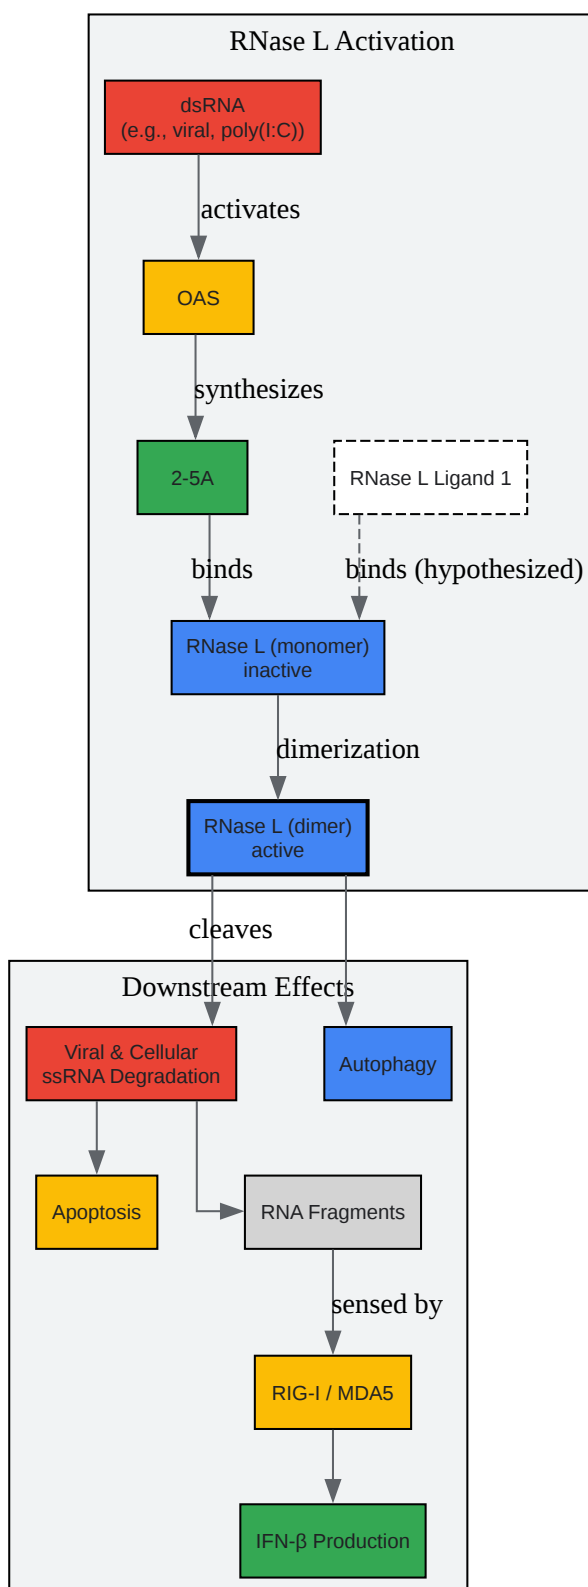 RNase L Activation
dsRNA
(e.g., viral, poly(I:C))
activates
OAS
synthesizes
2-5A
RNase L Ligand 1
binds
binds (hypothesized)
RNase L (monomer)
inactive
dimerization
RNase L (dimer)
active
cleaves
Downstream Effects
Viral & Cellular
ssRNA Degradation
Autophagy
Apoptosis
RNA Fragments
sensed by
RIG-I / MDA5
IFN-β Production